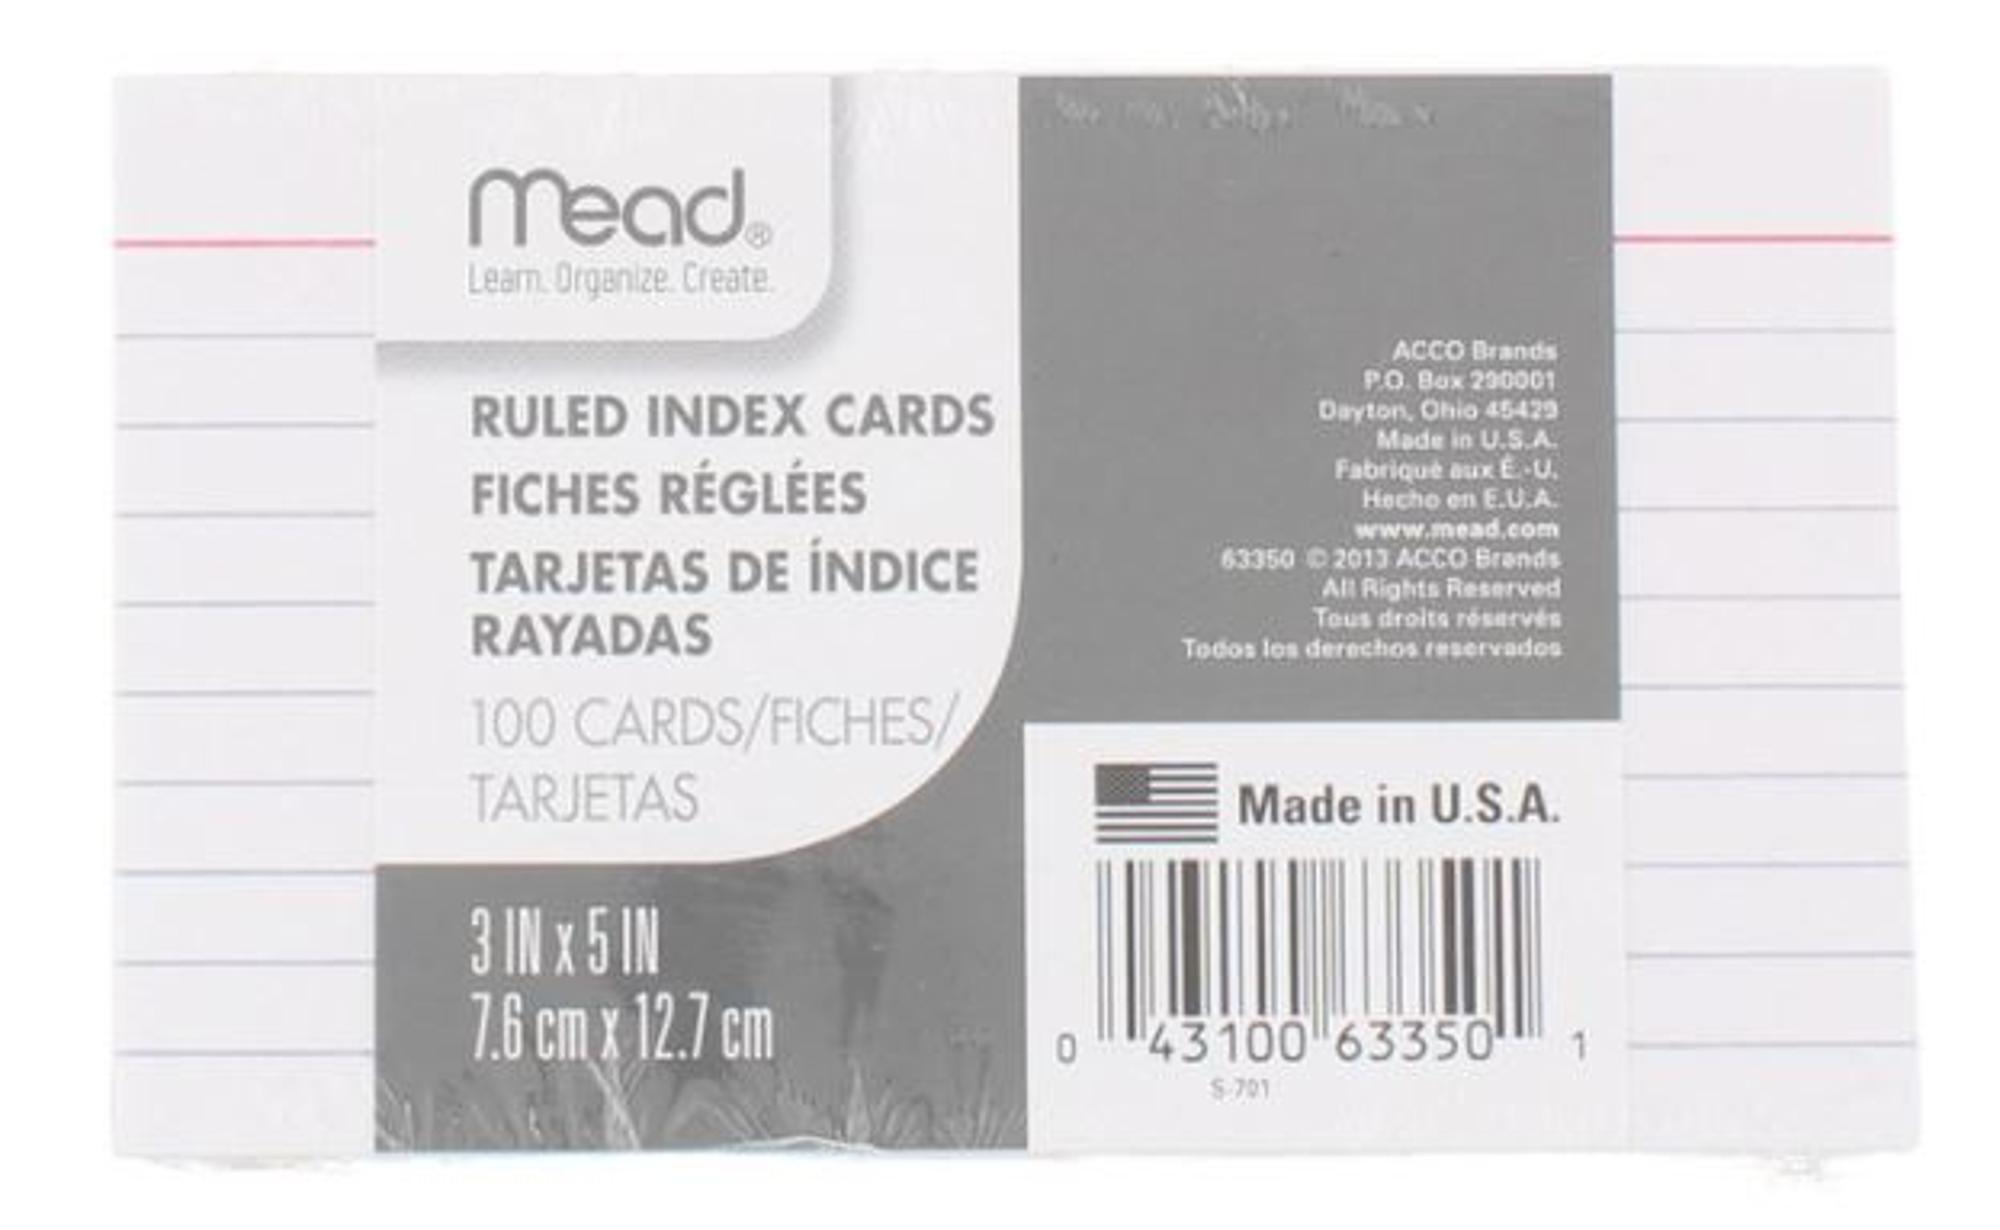 Mead®
Learn. Organize. Create.
RULED INDEX CARDS
FICHES RÉGLÉES
TARJETAS DE ÍNDICE
RAYADAS
100 CARDS/FICHES/
TARJETAS
3 IN x 5 IN
7.6 cm x 12.7 cm
ACCO Brands
P.O. Box 290001
Dayton, Ohio 45429
Made in U.S.A.
Fabriqué aux É.-U.
Hecho en E.U.A.
www.mead.com
63350 © 2013 ACCO Brands
All Rights Reserved
Tous droits réservés
Todos los derechos reservados
Made in U.S.A.
0 43100 63350 1
S-701